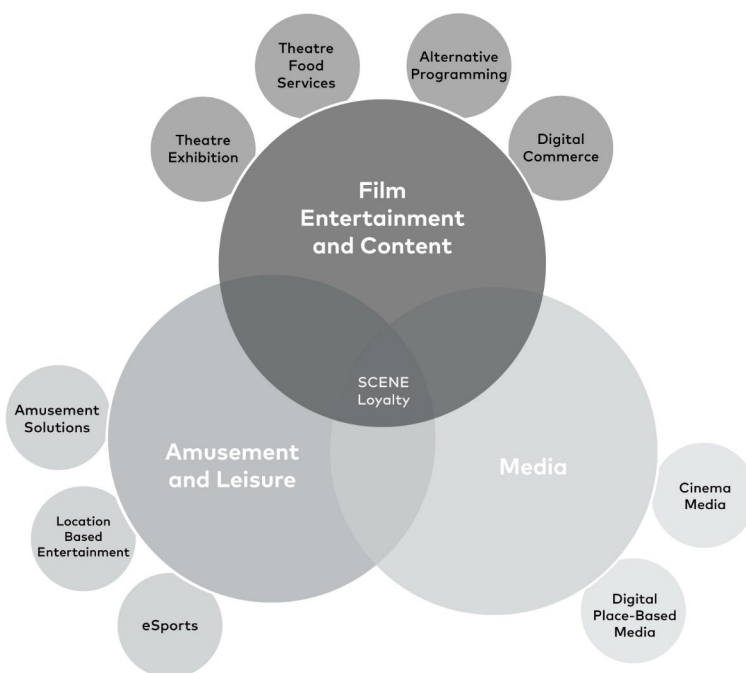 Theatre
Food
Services
Alternative
Programming
Theatre
Exhibition
Digital
Commerce
Film
Entertainment
and Content
SCENE
Loyalty
Amusement
Solutions
Amusement
and Leisure
Media
Cinema
Media
Location
Based
Entertainment
eSports
Digital
Place-Based
Media